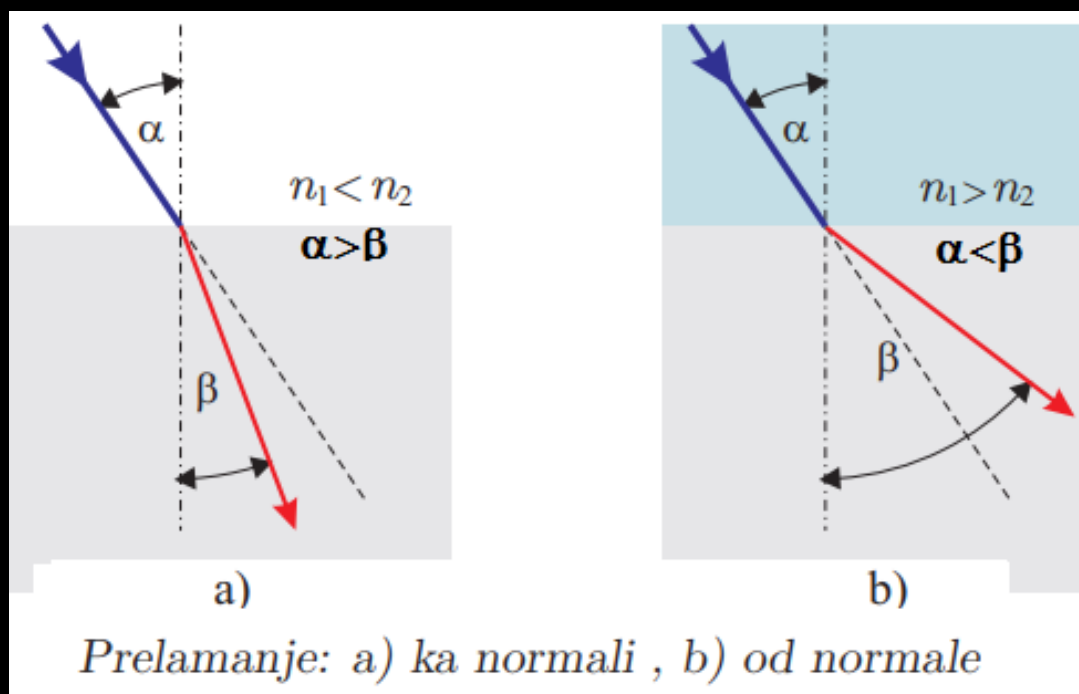 α
n₁ < n₂
α>β
β
a)
α
n₁ > n₂
α<β
β
b)
Prelamanje: a) ka normali , b) od normale